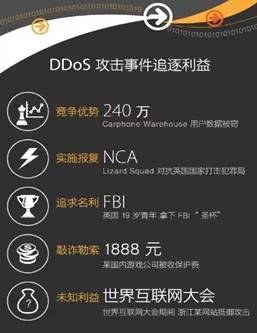 DDoS 攻击事件追逐利益
竞争优势
240 万
Carphone Warehouse 用户数据被窃
实施报复
NCA
Lizard Squad 对抗英国国家打击犯罪局
追求名利
FBI
英国 19 岁青年 拿下 FBI“ 圣杯”
敲诈勒索
1888 元
某国内游戏公司被收保护费
未知利益
世界互联网大会
世界互联网大会期间 浙江某网站抵御攻击